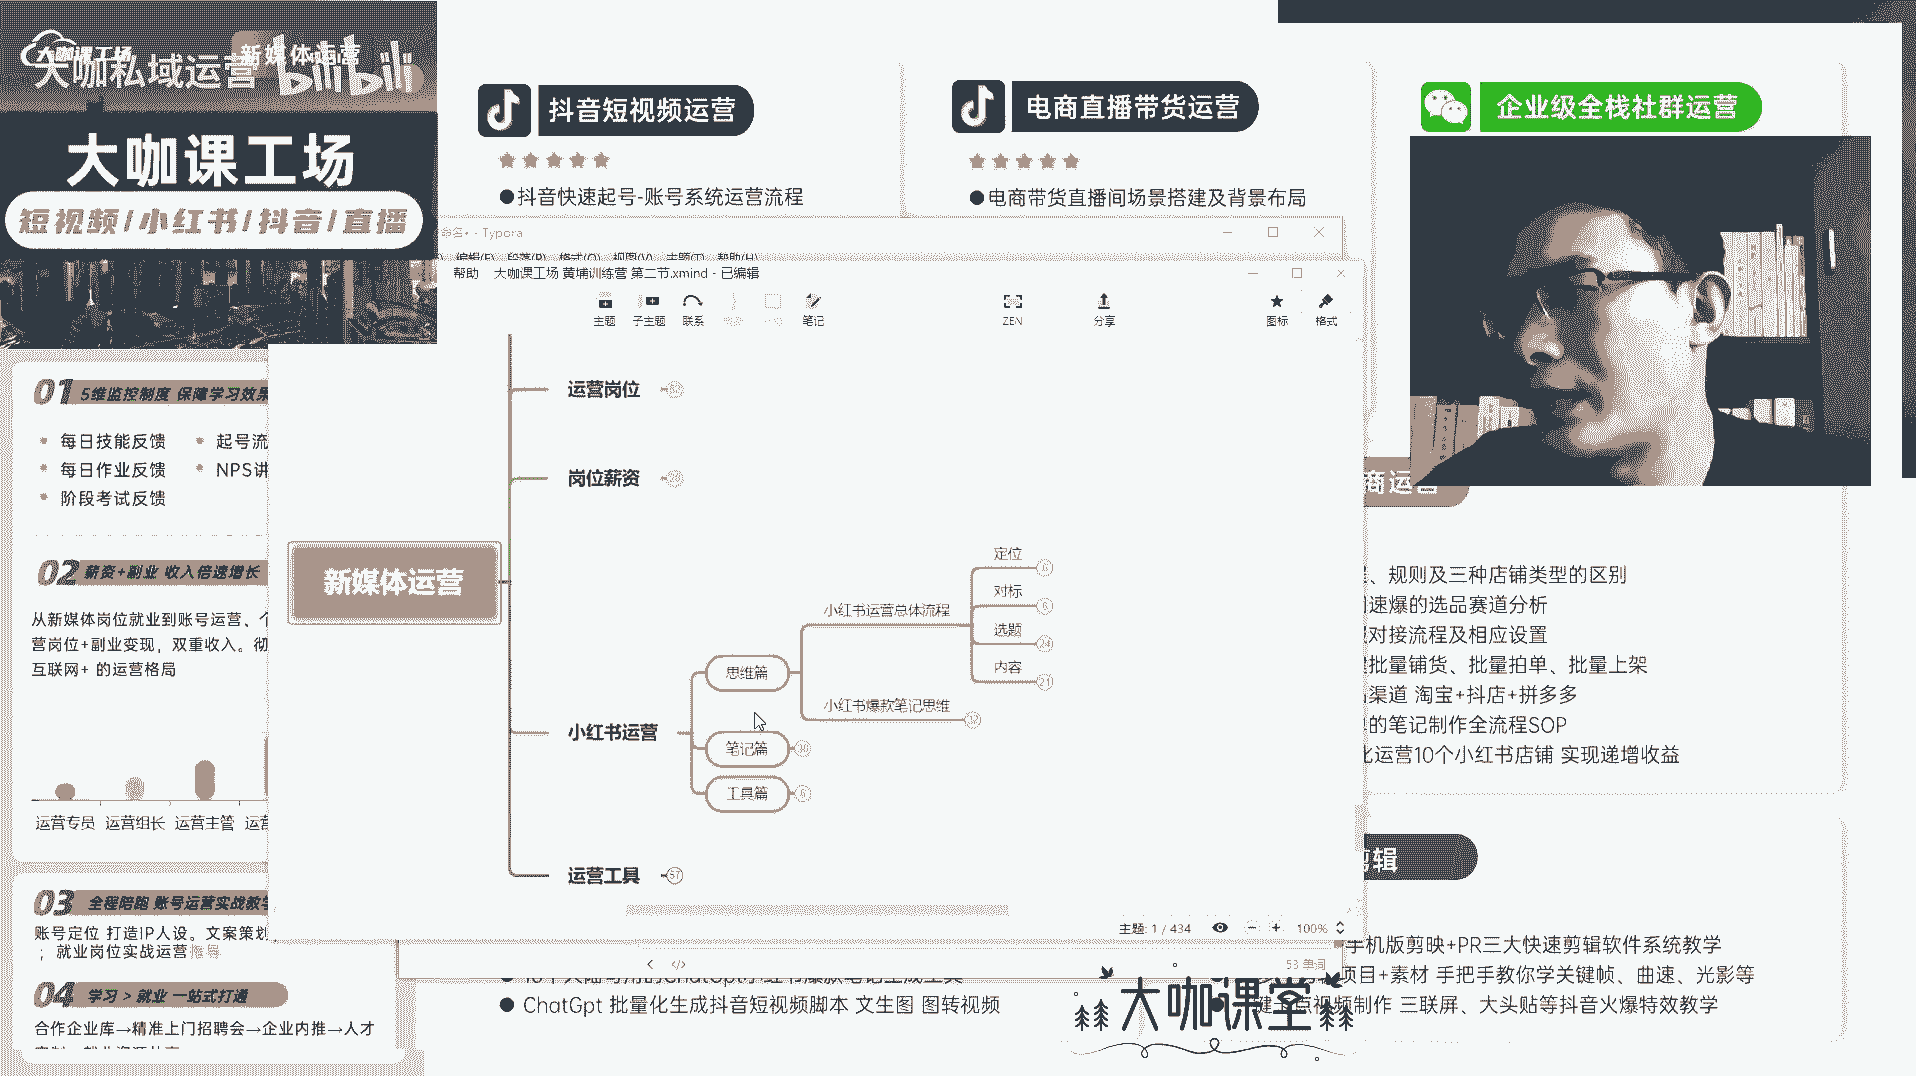 大咖课工场
新媒体运营
大咖私域运营
bilibili
大咖课工场
短视频/小红书/抖音/直播
抖音短视频运营
●抖音快速起号-账号系统运营流程
电商直播带货运营
●电商带货直播间场景搭建及背景布局
企业级全栈社群运营
命名• - Typora
编辑(E) 段落(P) 格式(O) 视图(V) 主题(T) 帮助(H)
帮助 大咖课工场 黄埔训练营 第二节.xmind - 已编辑
主题
子主题
联系
笔记
ZEN
分享
图标
格式
运营岗位
岗位薪资
28
新媒体运营
小红书运营
思维篇
小红书运营总体流程
定位
6
对标
6
选题
24
内容
21
小红书爆款笔记思维
32
笔记篇
30
工具篇
6
运营工具
57
主题: 1 / 434
100%
53 单词
01 5维监控制度 保障学习效果
每日技能反馈
起号流
每日作业反馈
NPS讲
阶段考试反馈
02 薪资+副业 收入倍速增长
从新媒体岗位就业到账号运营、个
营岗位+副业变现，双重收入。彻
互联网+ 的运营格局
运营专员
运营组长
运营主管
运营
03 全程陪跑 账号运营实战教学
账号定位 打造IP人设。文案策划
；就业岗位实战运营指导
04 学习 > 就业 一站式打通
合作企业库→精准上门招聘会→企业内推→人才
商运营
、规则及三种店铺类型的区别
速爆的选品赛道分析
对接流程及相应设置
批量铺货、批量拍单、批量上架
渠道 淘宝+抖店+拼多多
的笔记制作全流程SOP
化运营10个小红书店铺 实现递增收益
剪辑
手机版剪映+PR三大快速剪辑软件系统教学
项目+素材 手把手教你学关键帧、曲速、光影等
点视频制作 三联屏、大头贴等抖音火爆特效教学
● ChatGpt 批量化生成抖音短视频脚本 文生图 图转视频
大咖课堂